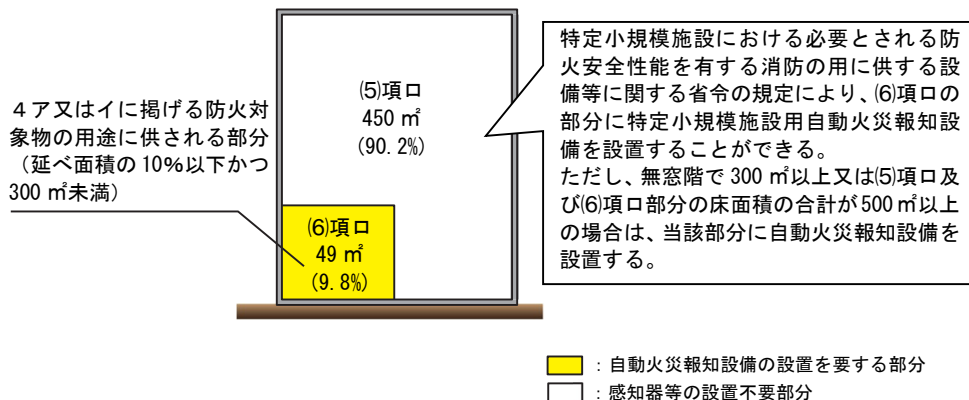 ４ア又はイに掲げる防火対
象物の用途に供される部分
（延べ面積の 10%以下かつ
300 ㎡未満）
⑸項ロ
450 ㎡
(90.2%)
⑹項ロ
49 ㎡
(9.8%)
特定小規模施設における必要とされる防
火安全性能を有する消防の用に供する設
備等に関する省令の規定により、⑹項ロの
部分に特定小規模施設用自動火災報知設
備を設置することができる。
ただし、無窓階で 300 ㎡以上又は⑸項ロ及
び⑹項ロ部分の床面積の合計が 500 ㎡以上
の場合は、当該部分に自動火災報知設備を
設置する。
：自動火災報知設備の設置を要する部分
：感知器等の設置不要部分